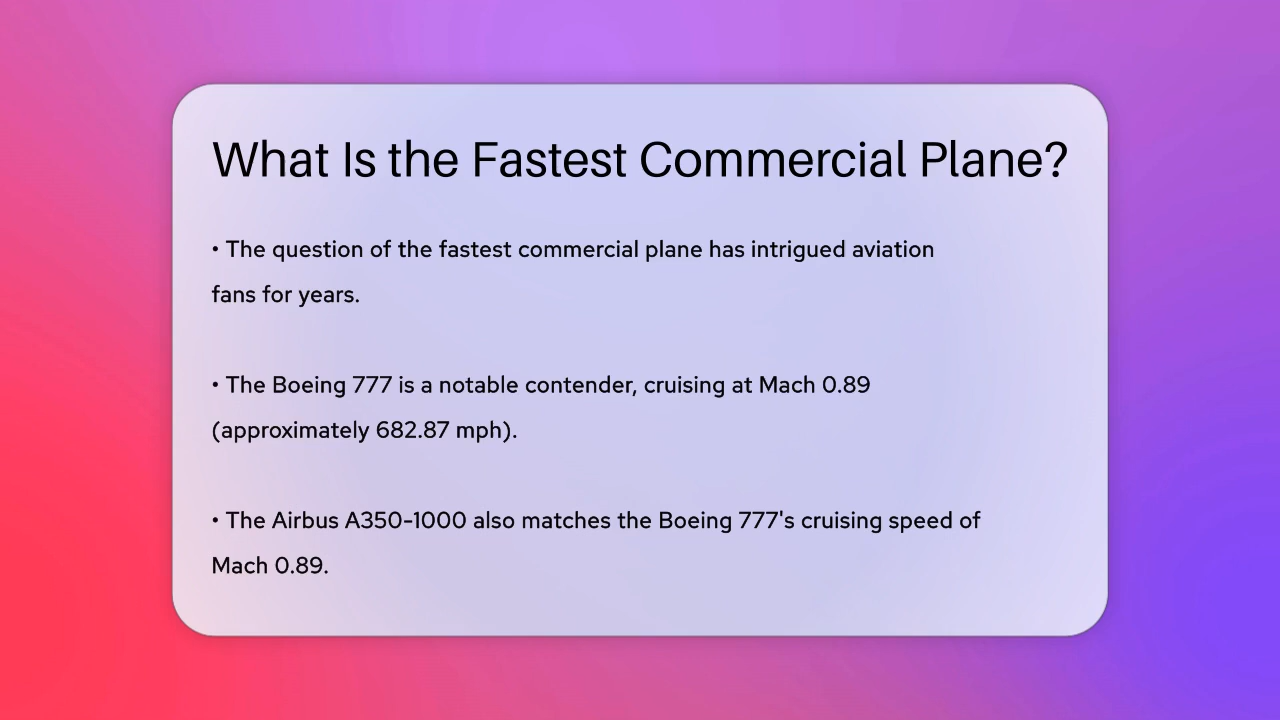 What Is the Fastest Commercial Plane?
• The question of the fastest commercial plane has intrigued aviation
fans for years.
• The Boeing 777 is a notable contender, cruising at Mach 0.89
(approximately 682.87 mph).
• The Airbus A350-1000 also matches the Boeing 777's cruising speed of
Mach 0.89.